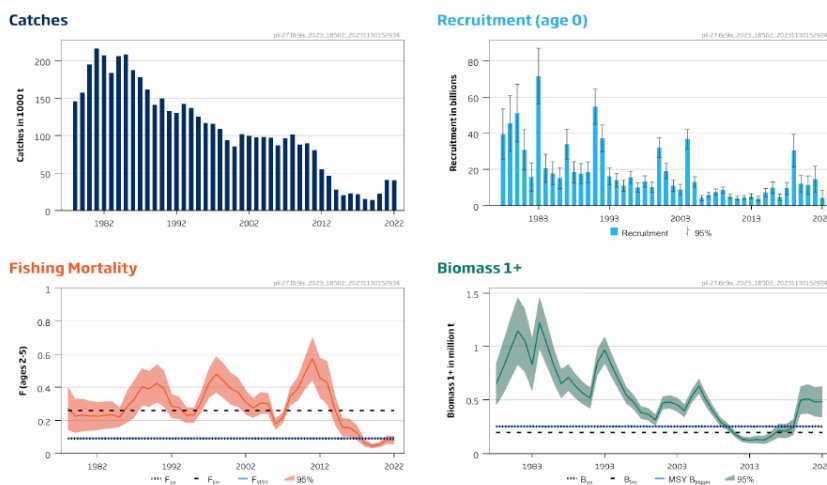 Catches
pil.27.8c9a_2023_18502_20231130152934
Catches in 1000 t
200
150
100
50
0
1982
1992
2002
2012
2022
Recruitment (age 0)
pil.27.8c9a_2023_18502_20231130152934
Recruitment in billions
80
60
40
20
0
1983
1993
2003
2013
202
Recruitment 95%
Fishing Mortality
pil.27.8c9a_2023_18502_20231130152934
F (ages 2-5)
1
0.8
0.6
0.4
0.2
0
1982
1992
2002
2012
2022
Fpa Flim FMSY 95%
Biomass 1+
pil.27.8c9a_2023_18502_20231130152934
Biomass 1+ in million t
1.5
1
0.5
0
1983
1993
2003
2013
202
Bpa Blim MSY Btrigger 95%